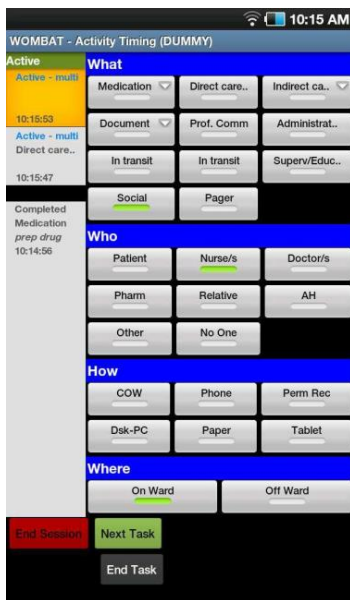 10:15 AM
WOMBAT - Activity Timing (DUMMY)
Active
Active - multi
10:15:53
Active - multi
Direct care..
10:15:47
Completed
Medication
prep drug
10:14:56
What
Medication Direct care.. Indirect ca..
Document Prof. Comm Administrat..
In transit In transit Superv/Educ..
Social Pager
Who
Patient Nurse/s Doctor/s
Pharm Relative AH
Other No One
How
COW Phone Perm Rec
Dsk-PC Paper Tablet
Where
On Ward Off Ward
End Session Next Task
End Task